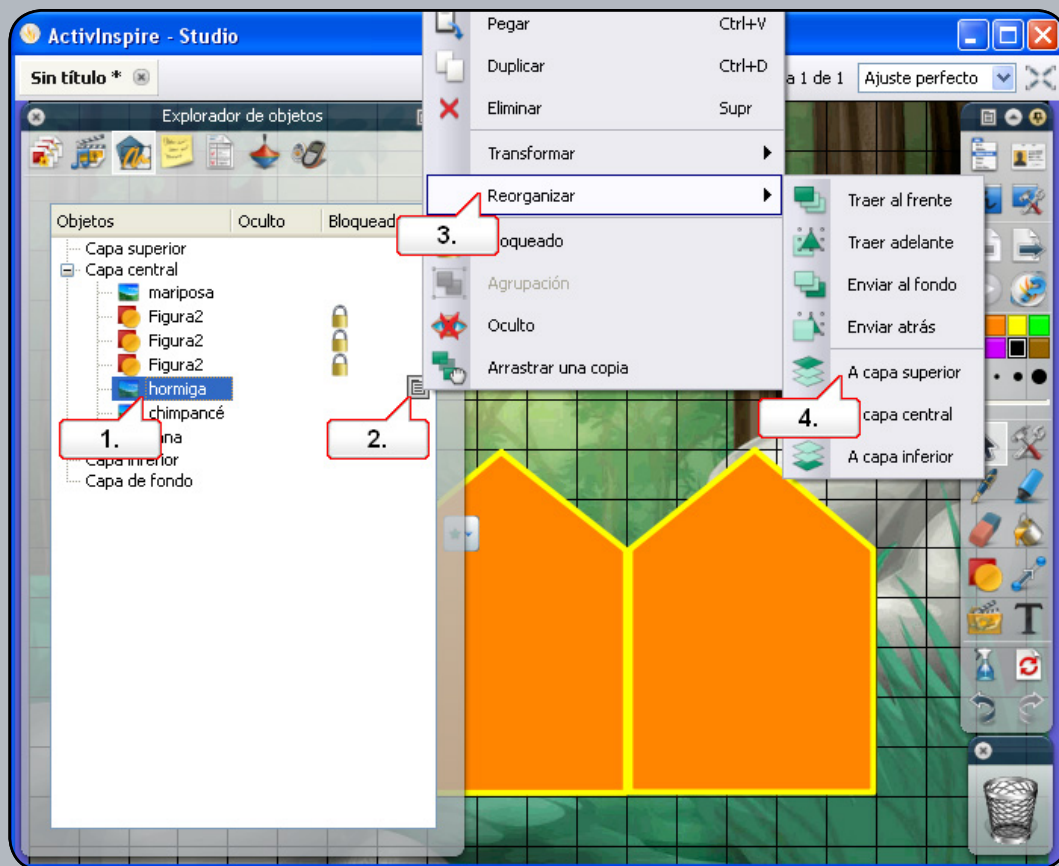 ActivInspire - Studio
Sin título *
a 1 de 1
Ajuste perfecto
Explorador de objetos
Objetos
Oculto
Bloquead
Capa superior
Capa central
mariposa
Figura2
Figura2
Figura2
hormiga
chimpancé
ana
Capa inferior
Capa de fondo
1.
2.
Pegar Ctrl+V
Duplicar Ctrl+D
Eliminar Supr
Transformar
Reorganizar
3.
oqueado
Agrupación
Oculto
Arrastrar una copia
Traer al frente
Traer adelante
Enviar al fondo
Enviar atrás
A capa superior
4.
capa central
A capa inferior
T